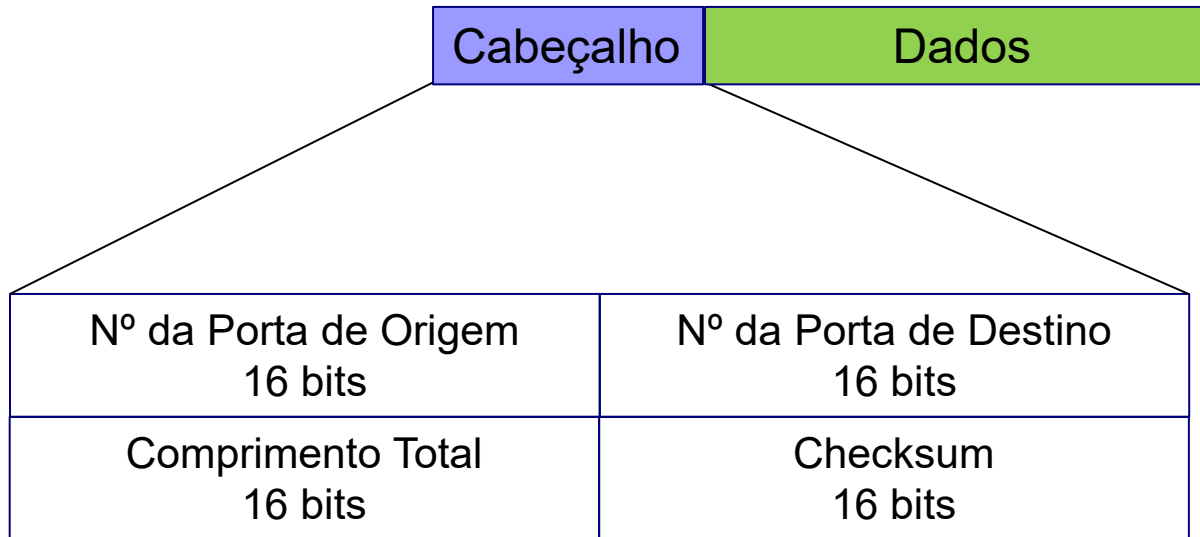 Cabeçalho
Dados
Nº da Porta de Origem
16 bits
Nº da Porta de Destino
16 bits
Comprimento Total
16 bits
Checksum
16 bits